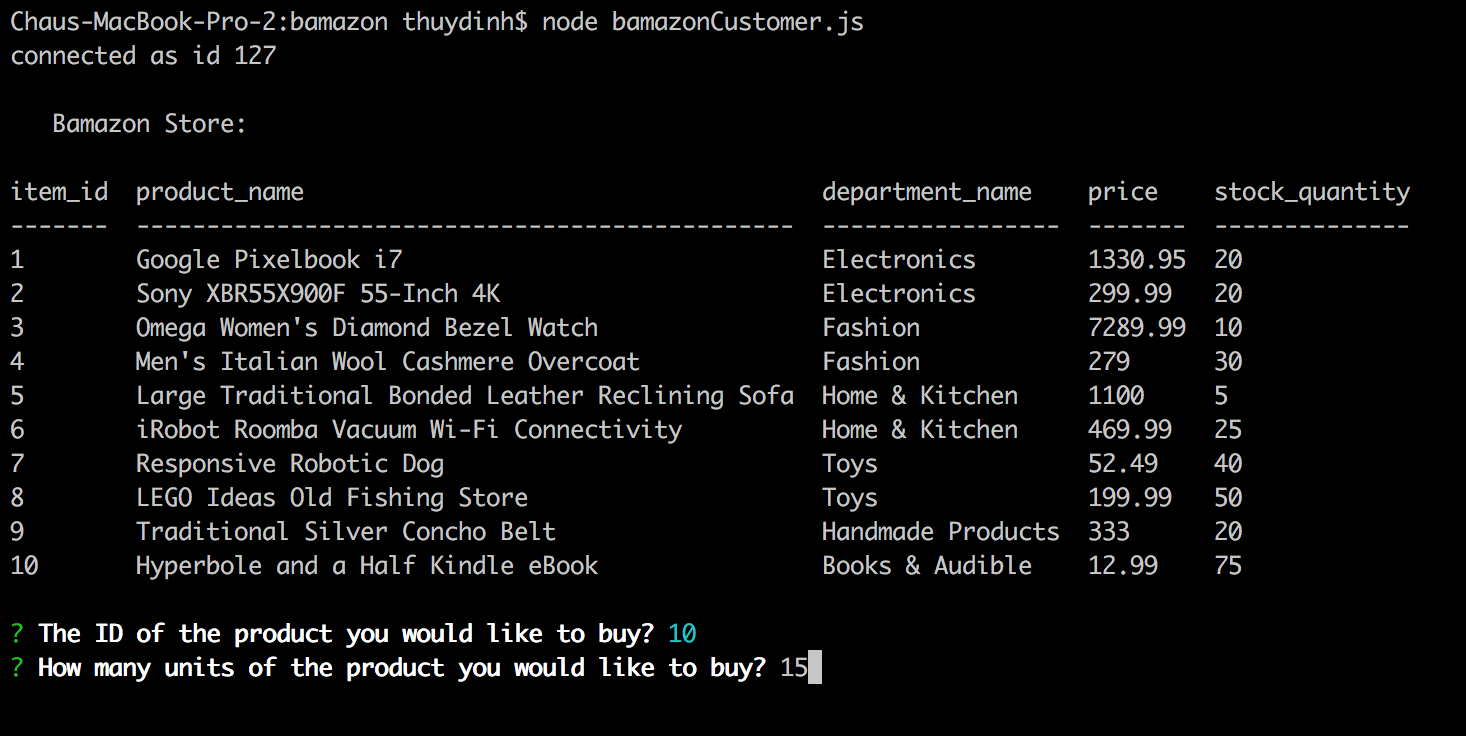 Chaus-MacBook-Pro-2:bamazon thuydinh$ node bamazonCustomer.js
connected as id 127
Bamazon Store:
item_id  product_name                                     department_name    price    stock_quantity
-------  -----------------------------------------------  -----------------  -------  --------------
1        Google Pixelbook i7                              Electronics        1330.95  20
2        Sony XBR55X900F 55-Inch 4K                       Electronics        299.99   20
3        Omega Women's Diamond Bezel Watch                Fashion            7289.99  10
4        Men's Italian Wool Cashmere Overcoat             Fashion            279      30
5        Large Traditional Bonded Leather Reclining Sofa  Home & Kitchen     1100     5
6        iRobot Roomba Vacuum Wi-Fi Connectivity          Home & Kitchen     469.99   25
7        Responsive Robotic Dog                           Toys               52.49    40
8        LEGO Ideas Old Fishing Store                     Toys               199.99   50
9        Traditional Silver Concho Belt                   Handmade Products  333      20
10       Hyperbole and a Half Kindle eBook                Books & Audible    12.99    75
? The ID of the product you would like to buy? 10
? How many units of the product you would like to buy? 15